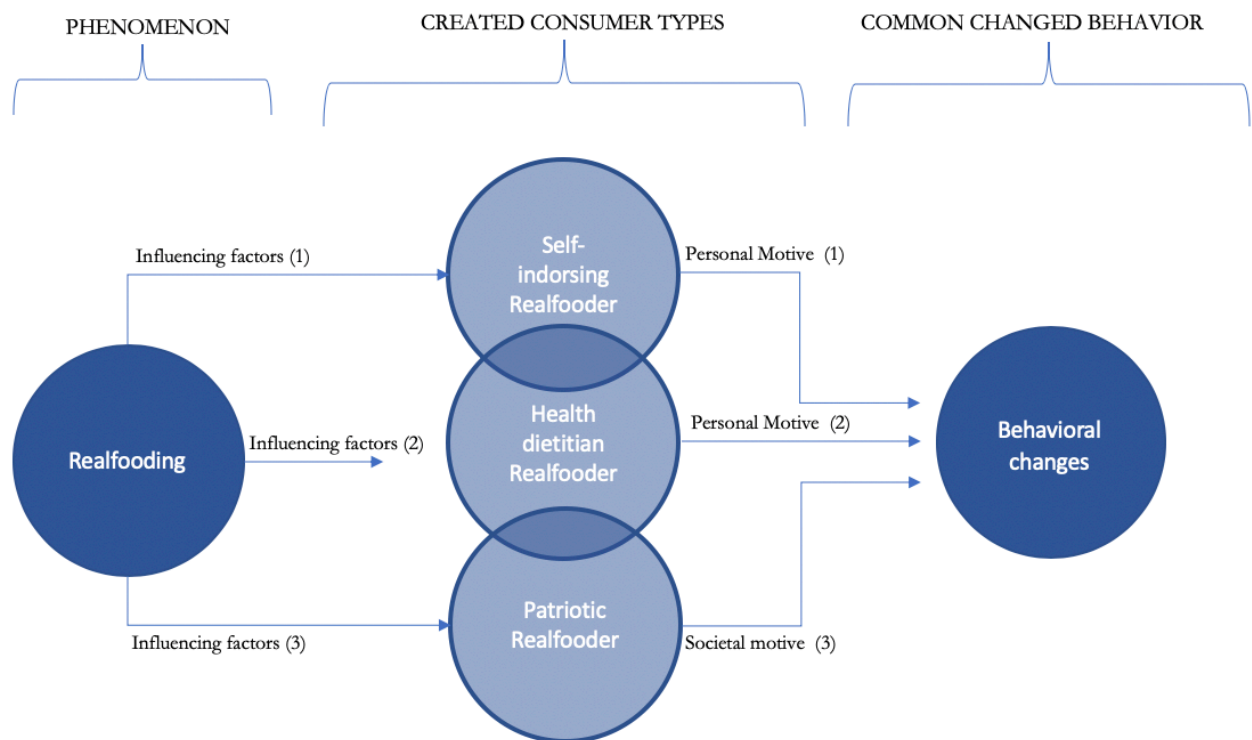 PHENOMENON
CREATED CONSUMER TYPES
COMMON CHANGED BEHAVIOR
Influencing factors (1)
Self-
indorsing
Realfooder
Personal Motive  (1)
Realfooding
Influencing factors (2)
Health
dietitian
Realfooder
Personal Motive  (2)
Behavioral
changes
Influencing factors (3)
Patriotic
Realfooder
Societal motive  (3)